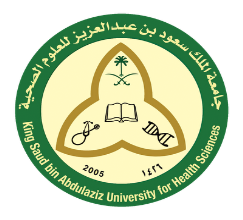 جامعة الملك سعود بن عبدالعزيز للعلوم الصحية
2005 ١٤٢٦
King Saud bin Abdulaziz University for Health Sciences